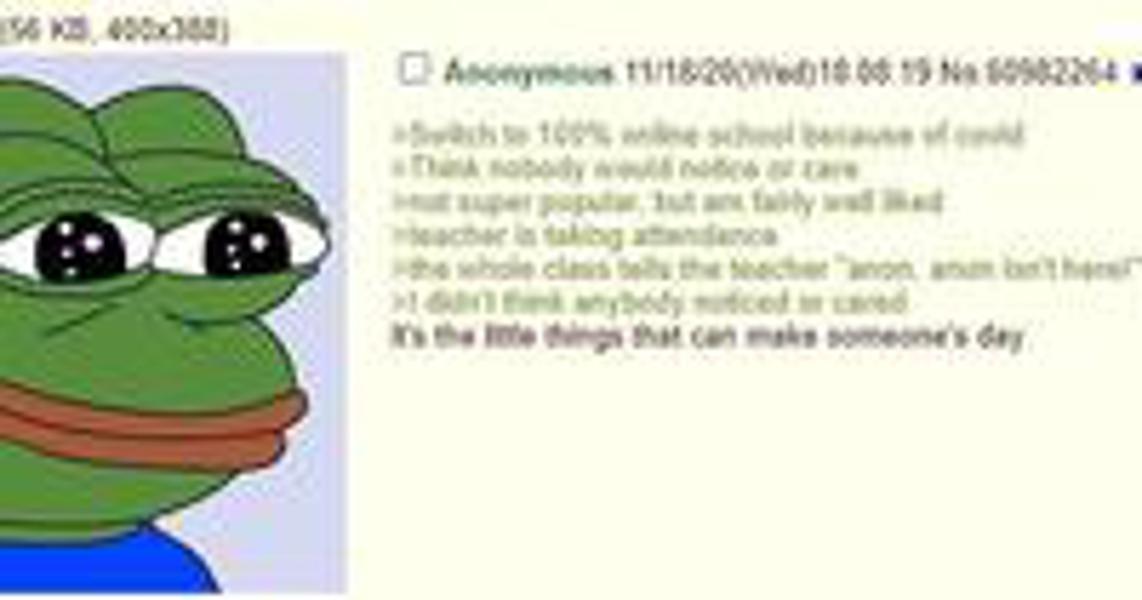 (56 KB, 400x388)
Anonymous 11/18/20(Wed)18:08:19 No.60982264
>Switch to 100% online school because of covid
>Think nobody would notice or care
>not super popular, but am fairly well liked
>teacher is taking attendance
>the whole class tells the teacher "anon, anon isn't here!"
>I didn't think anybody noticed or cared
It's the little things that can make someone's day